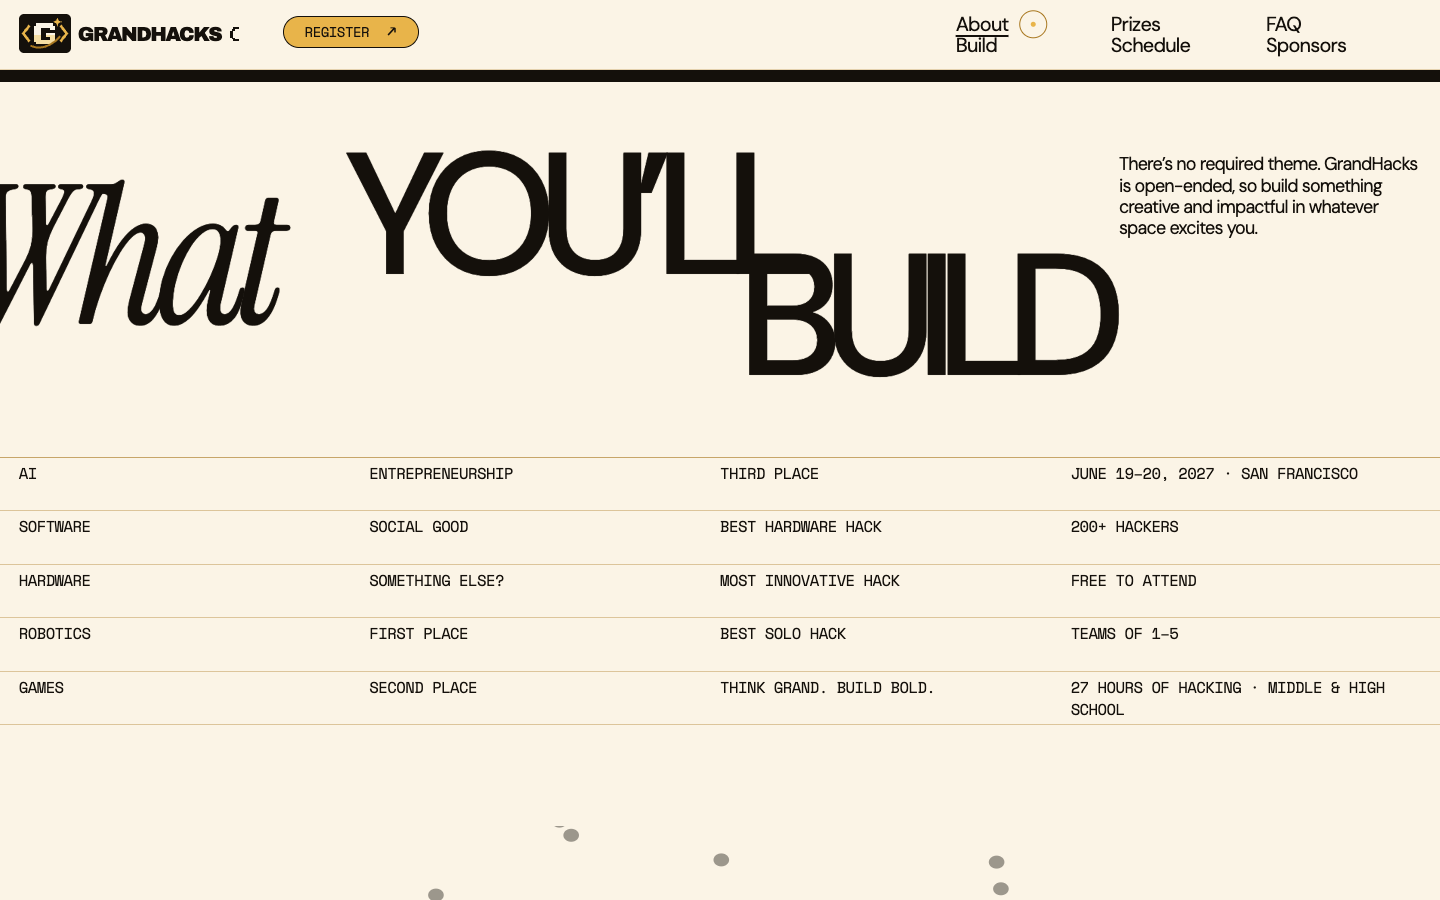 GRANDHACKS
REGISTER ↗
About
Build
Prizes
Schedule
FAQ
Sponsors
What
YOU'LL
BUILD
There's no required theme. GrandHacks
is open-ended, so build something
creative and impactful in whatever
space excites you.
AI
ENTREPRENEURSHIP
THIRD PLACE
JUNE 19–20, 2027 · SAN FRANCISCO
SOFTWARE
SOCIAL GOOD
BEST HARDWARE HACK
200+ HACKERS
HARDWARE
SOMETHING ELSE?
MOST INNOVATIVE HACK
FREE TO ATTEND
ROBOTICS
FIRST PLACE
BEST SOLO HACK
TEAMS OF 1–5
GAMES
SECOND PLACE
THINK GRAND. BUILD BOLD.
27 HOURS OF HACKING · MIDDLE & HIGH
SCHOOL